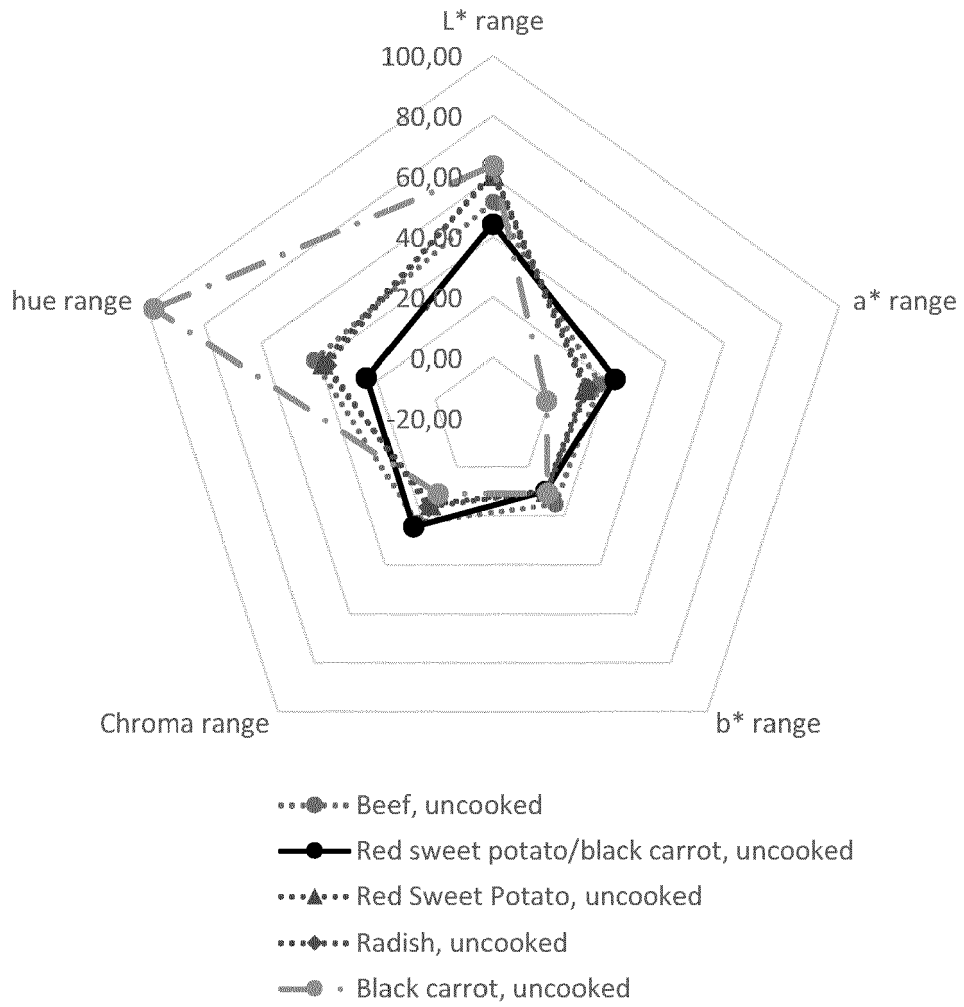 L* range
100,00
80,00
60,00
40,00
20,00
0,00
-20,00
hue range
a* range
Chroma range
b* range
Beef, uncooked
Red sweet potato/black carrot, uncooked
Red Sweet Potato, uncooked
Radish, uncooked
Black carrot, uncooked